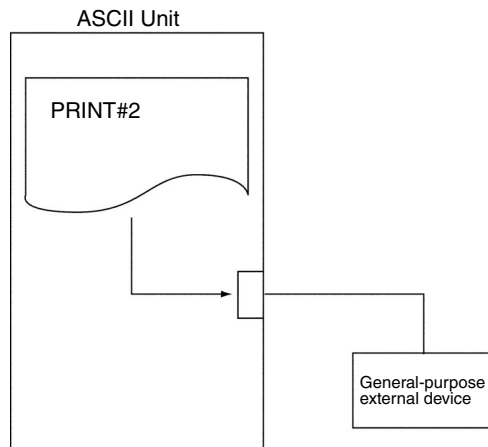 ASCII Unit
PRINT#2
General-purpose
external device